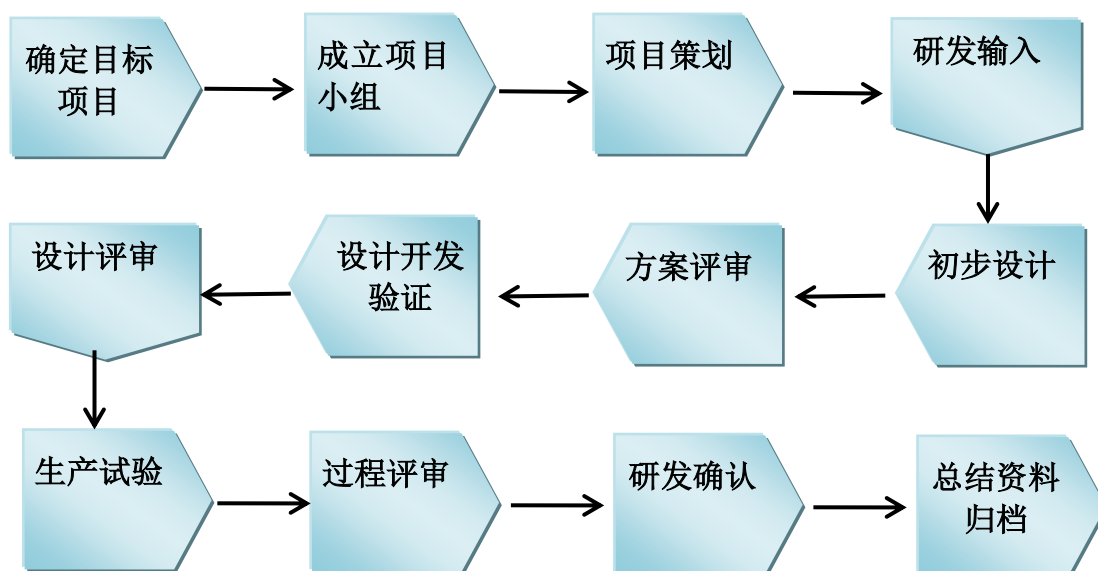 确定目标
项目
成立项目
小组
项目策划
研发输入
初步设计
方案评审
设计开发
验证
设计评审
生产试验
过程评审
研发确认
总结资料
归档